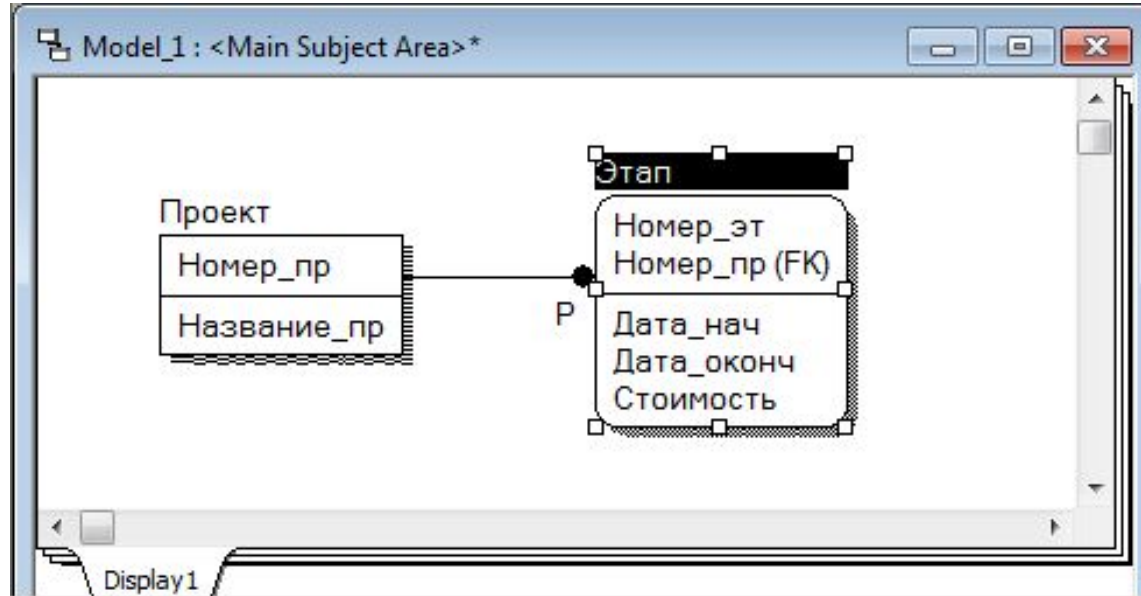 Model_1 : <Main Subject Area>*
Проект
Номер_пр
Название_пр
P
Этап
Номер_эт
Номер_пр (FK)
Дата_нач
Дата_оконч
Стоимость
Display1